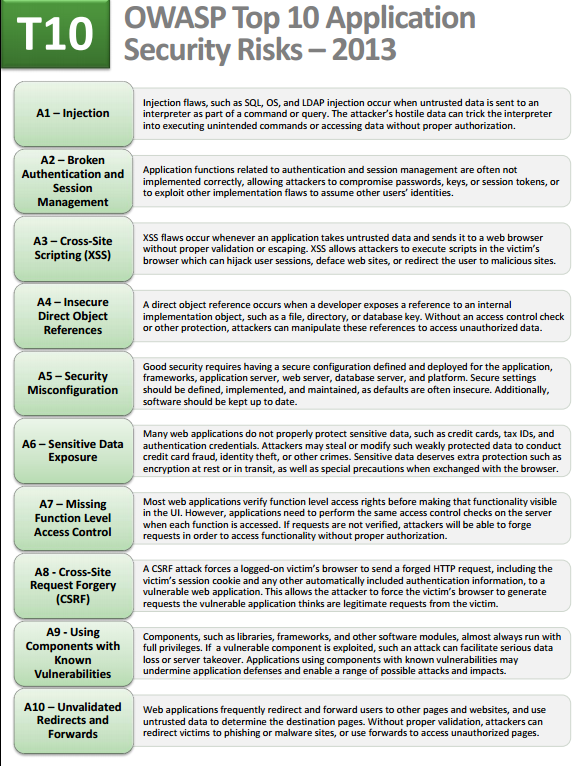 T10
OWASP Top 10 Application
Security Risks – 2013
A1 – Injection
Injection flaws, such as SQL, OS, and LDAP injection occur when untrusted data is sent to an
interpreter as part of a command or query. The attacker’s hostile data can trick the interpreter
into executing unintended commands or accessing data without proper authorization.
A2 – Broken
Authentication and
Session
Management
Application functions related to authentication and session management are often not
implemented correctly, allowing attackers to compromise passwords, keys, or session tokens, or
to exploit other implementation flaws to assume other users’ identities.
A3 – Cross-Site
Scripting (XSS)
XSS flaws occur whenever an application takes untrusted data and sends it to a web browser
without proper validation or escaping. XSS allows attackers to execute scripts in the victim’s
browser which can hijack user sessions, deface web sites, or redirect the user to malicious sites.
A4 – Insecure
Direct Object
References
A direct object reference occurs when a developer exposes a reference to an internal
implementation object, such as a file, directory, or database key. Without an access control check
or other protection, attackers can manipulate these references to access unauthorized data.
A5 – Security
Misconfiguration
Good security requires having a secure configuration defined and deployed for the application,
frameworks, application server, web server, database server, and platform. Secure settings
should be defined, implemented, and maintained, as defaults are often insecure. Additionally,
software should be kept up to date.
A6 – Sensitive Data
Exposure
Many web applications do not properly protect sensitive data, such as credit cards, tax IDs, and
authentication credentials. Attackers may steal or modify such weakly protected data to conduct
credit card fraud, identity theft, or other crimes. Sensitive data deserves extra protection such as
encryption at rest or in transit, as well as special precautions when exchanged with the browser.
A7 – Missing
Function Level
Access Control
Most web applications verify function level access rights before making that functionality visible
in the UI. However, applications need to perform the same access control checks on the server
when each function is accessed. If requests are not verified, attackers will be able to forge
requests in order to access functionality without proper authorization.
A8 - Cross-Site
Request Forgery
(CSRF)
A CSRF attack forces a logged-on victim’s browser to send a forged HTTP request, including the
victim’s session cookie and any other automatically included authentication information, to a
vulnerable web application. This allows the attacker to force the victim’s browser to generate
requests the vulnerable application thinks are legitimate requests from the victim.
A9 - Using
Components with
Known
Vulnerabilities
Components, such as libraries, frameworks, and other software modules, almost always run with
full privileges. If a vulnerable component is exploited, such an attack can facilitate serious data
loss or server takeover. Applications using components with known vulnerabilities may
undermine application defenses and enable a range of possible attacks and impacts.
A10 – Unvalidated
Redirects and
Forwards
Web applications frequently redirect and forward users to other pages and websites, and use
untrusted data to determine the destination pages. Without proper validation, attackers can
redirect victims to phishing or malware sites, or use forwards to access unauthorized pages.